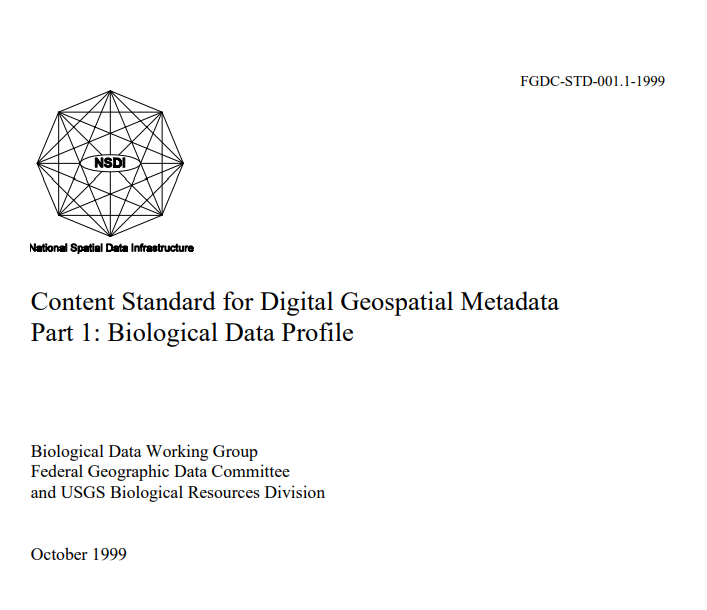 FGDC-STD-001.1-1999
NSDI
National Spatial Data Infrastructure
Content Standard for Digital Geospatial Metadata
Part 1: Biological Data Profile
Biological Data Working Group
Federal Geographic Data Committee
and USGS Biological Resources Division
October 1999